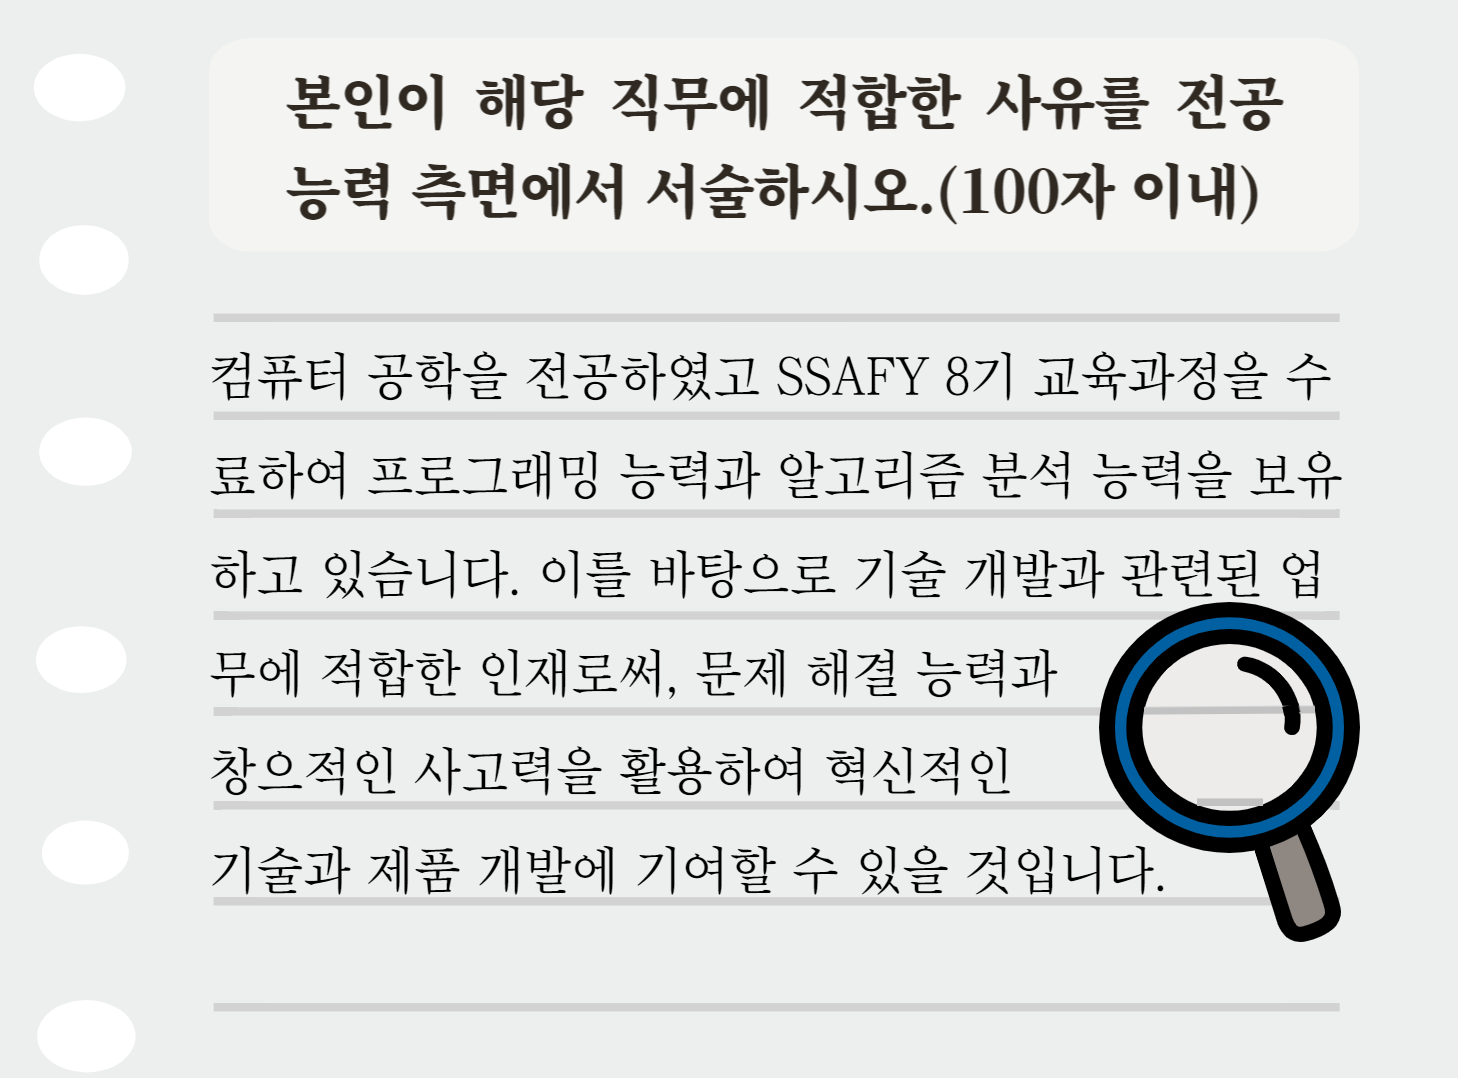 본인이 해당 직무에 적합한 사유를 전공
능력 측면에서 서술하시오.(100자 이내)
컴퓨터 공학을 전공하였고 SSAFY 8기 교육과정을 수
료하여 프로그래밍 능력과 알고리즘 분석 능력을 보유
하고 있습니다. 이를 바탕으로 기술 개발과 관련된 업
무에 적합한 인재로써, 문제 해결 능력과
창으적인 사고력을 활용하여 혁신적인
기술과 제품 개발에 기여할 수 있을 것입니다.